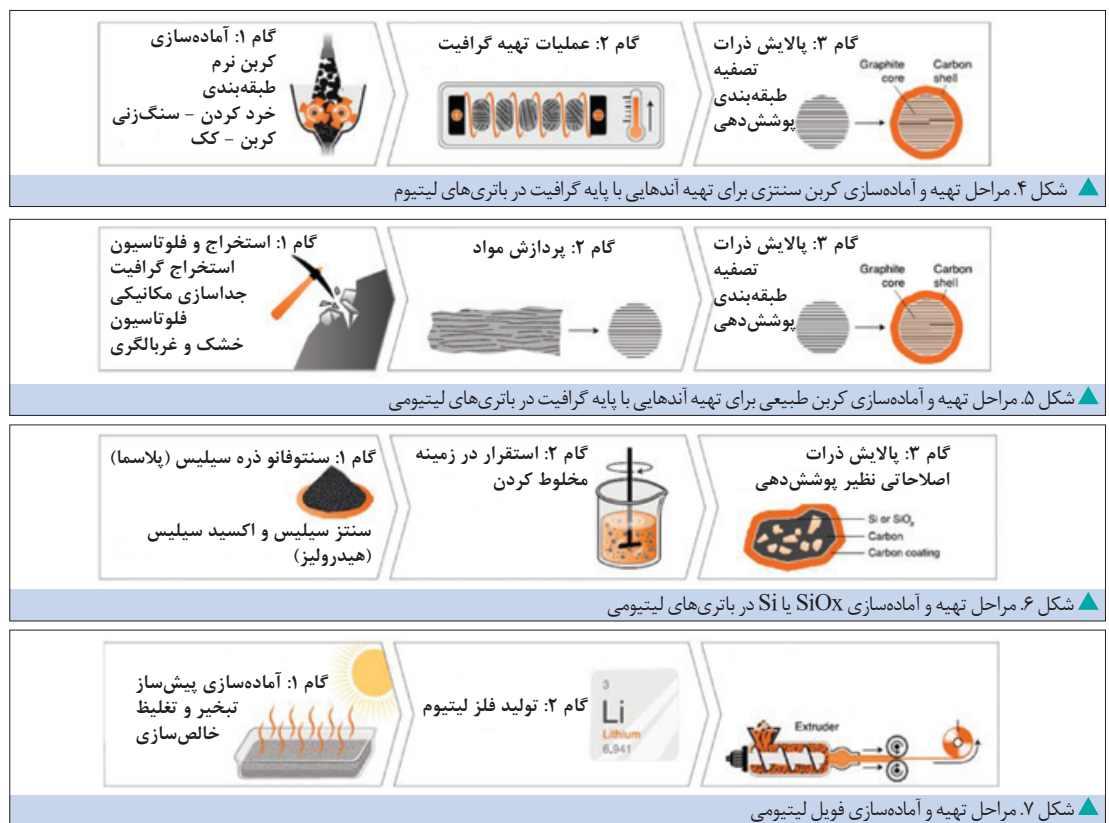 گام ۱: آماده‌سازی
کربن نرم
طبقه‌بندی
خرد کردن - سنگ‌زنی
کربن - کک
گام ۲: عملیات تهیه گرافیت
گام ۳: پالایش ذرات
تصفیه
طبقه‌بندی
پوشش‌دهی
Graphite core
Carbon shell
شکل ۴. مراحل تهیه و آماده‌سازی کربن سنتزی برای تهیه آندهایی با پایه گرافیت در باتری‌های لیتیوم
گام ۱: استخراج و فلوتاسیون
استخراج گرافیت
جداسازی مکانیکی
فلوتاسیون
خشک و غربالگری
گام ۲: پردازش مواد
گام ۳: پالایش ذرات
تصفیه
طبقه‌بندی
پوشش‌دهی
Graphite core
Carbon shell
شکل ۵. مراحل تهیه و آماده‌سازی کربن طبیعی برای تهیه آندهایی با پایه گرافیت در باتری‌های لیتیومی
گام ۱: سنتوفانو ذره سیلیس (پلاسما)
سنتز سیلیس و اکسید سیلیس
(هیدرولیز)
گام ۲: استقرار در زمینه
مخلوط کردن
گام ۳: پالایش ذرات
اصلاحاتی نظیر پوشش‌دهی
Si or SiOx
Carbon
Carbon coating
شکل ۶. مراحل تهیه و آماده‌سازی SiOx یا Si در باتری‌های لیتیومی
گام ۱: آماده‌سازی پیش‌ساز
تبخیر و تغلیظ
خالص‌سازی
گام ۲: تولید فلز لیتیوم
3
Li
Lithium
6,941
Extruder
شکل ۷. مراحل تهیه و آماده‌سازی فویل لیتیومی